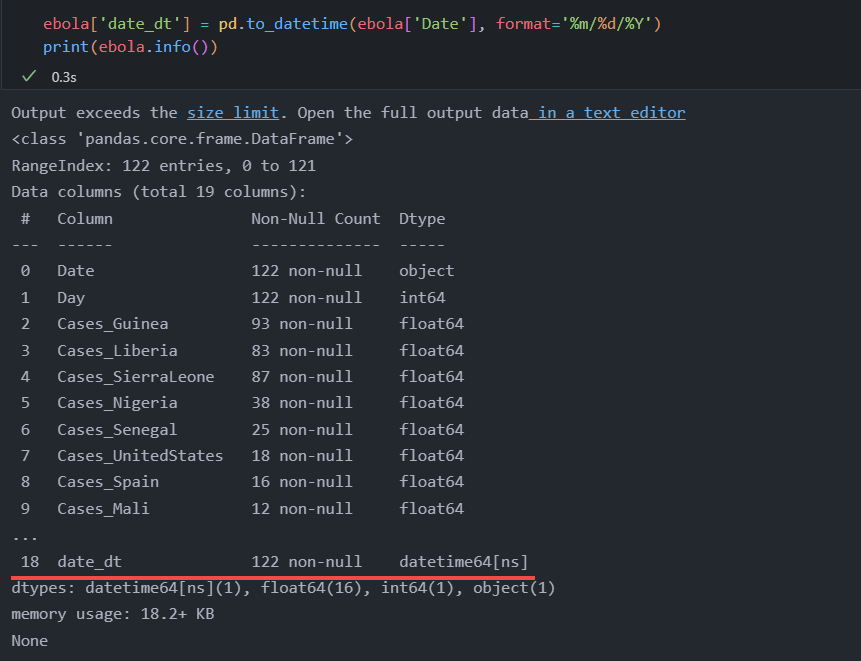 ebola['date_dt'] = pd.to_datetime(ebola['Date'], format='%m/%d/%Y')
print(ebola.info())
✓ 0.3s
Output exceeds the size limit. Open the full output data in a text editor
<class 'pandas.core.frame.DataFrame'>
RangeIndex: 122 entries, 0 to 121
Data columns (total 19 columns):
 #   Column               Non-Null Count  Dtype
---  ------               --------------  -----
 0   Date                 122 non-null    object
 1   Day                  122 non-null    int64
 2   Cases_Guinea         93 non-null     float64
 3   Cases_Liberia        83 non-null     float64
 4   Cases_SierraLeone    87 non-null     float64
 5   Cases_Nigeria        38 non-null     float64
 6   Cases_Senegal        25 non-null     float64
 7   Cases_UnitedStates   18 non-null     float64
 8   Cases_Spain          16 non-null     float64
 9   Cases_Mali           12 non-null     float64
...
 18  date_dt              122 non-null    datetime64[ns]
dtypes: datetime64[ns](1), float64(16), int64(1), object(1)
memory usage: 18.2+ KB
None